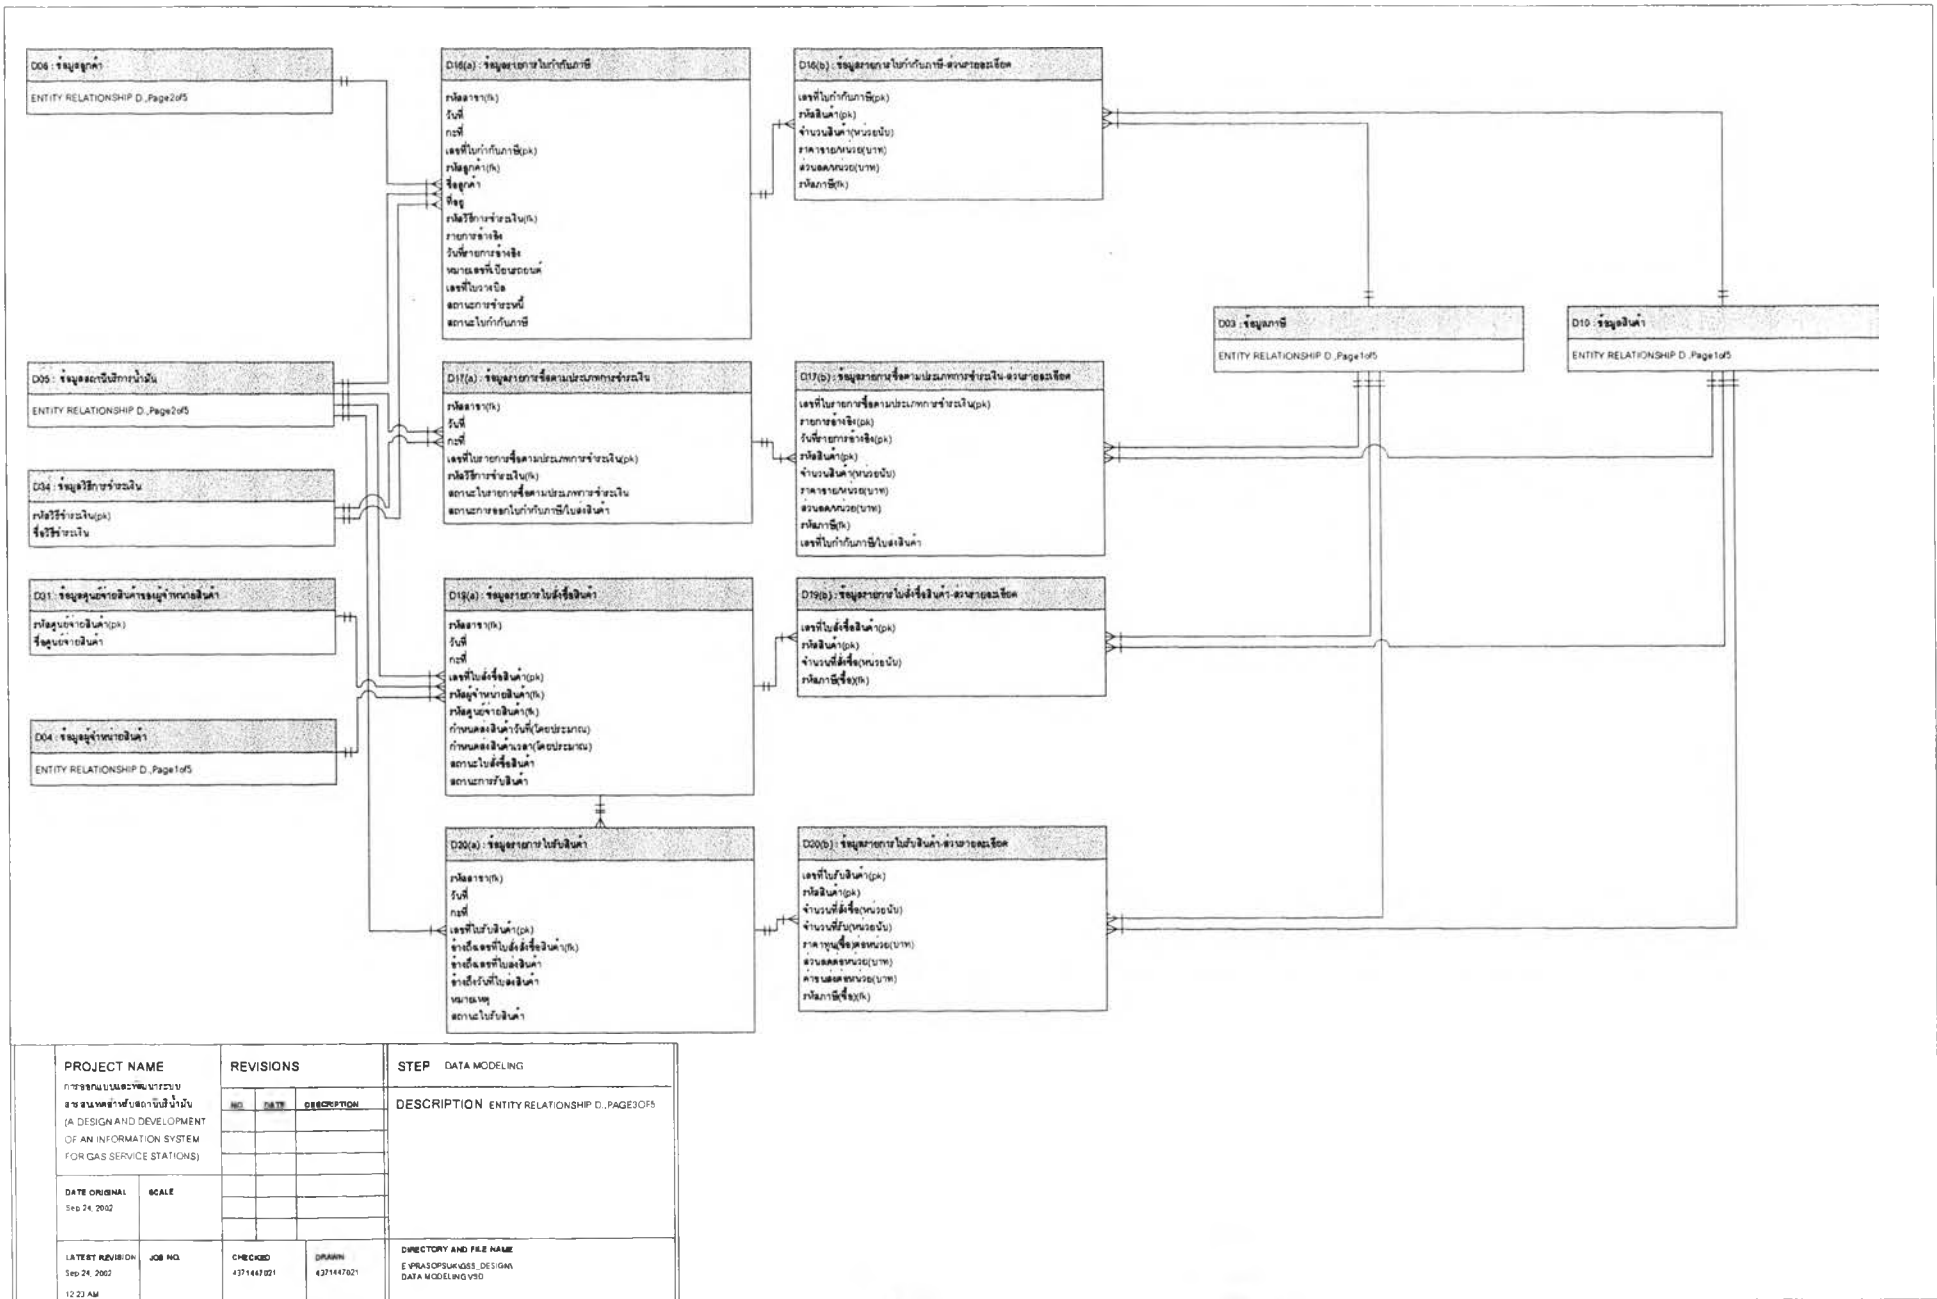 D06 : ข้อมูลลูกค้า
ENTITY RELATIONSHIP D.,Page2of5
D05 : ข้อมูลสถานีบริการน้ำมัน
ENTITY RELATIONSHIP D.,Page2of5
D34 : ข้อมูลวิธีการชำระเงิน
รหัสวิธีชำระเงิน(pk)
ชื่อวิธีชำระเงิน
D31 : ข้อมูลศูนย์จ่ายสินค้าของผู้จำหน่ายสินค้า
รหัสศูนย์จ่ายสินค้า(pk)
ชื่อศูนย์จ่ายสินค้า
D04 : ข้อมูลผู้จำหน่ายสินค้า
ENTITY RELATIONSHIP D.,Page1of5
D16(a) : ข้อมูลรายการใบกำกับภาษี
รหัสสาขา(fk)
วันที่
กะที่
เลขที่ใบกำกับภาษี(pk)
รหัสลูกค้า(fk)
ชื่อลูกค้า
ที่อยู่
รหัสวิธีการชำระเงิน(fk)
รายการอ้างอิง
วันที่รายการอ้างอิง
หมายเลขที่เบียนรถยนต์
เลขที่ใบวางบิล
สถานะการชำระหนี้
สถานะใบกำกับภาษี
D17(a) : ข้อมูลรายการซื้อตามประเภทการชำระเงิน
รหัสสาขา(fk)
วันที่
กะที่
เลขที่ใบรายการซื้อตามประเภทการชำระเงิน(pk)
รหัสวิธีการชำระเงิน(fk)
สถานะใบรายการซื้อตามประเภทการชำระเงิน
สถานะการออกใบกำกับภาษี/ใบส่งสินค้า
D19(a) : ข้อมูลรายการใบสั่งซื้อสินค้า
รหัสสาขา(fk)
วันที่
กะที่
เลขที่ใบสั่งซื้อสินค้า(pk)
รหัสผู้จำหน่ายสินค้า(fk)
รหัสศูนย์จ่ายสินค้า(fk)
กำหนดส่งสินค้าวันที่(โดยประมาณ)
กำหนดส่งสินค้าเวลา(โดยประมาณ)
สถานะใบสั่งซื้อสินค้า
สถานะการรับสินค้า
D20(a) : ข้อมูลรายการใบรับสินค้า
รหัสสาขา(fk)
วันที่
กะที่
เลขที่ใบรับสินค้า(pk)
อ้างถึงเลขที่ใบสั่งสั่งซื้อสินค้า(fk)
อ้างถึงเลขที่ใบส่งสินค้า
อ้างถึงวันที่ใบส่งสินค้า
หมายเหตุ
สถานะใบรับสินค้า
D16(b) : ข้อมูลรายการใบกำกับภาษี-ส่วนรายละเอียด
เลขที่ใบกำกับภาษี(pk)
รหัสสินค้า(pk)
จำนวนสินค้า(หน่วยนับ)
ราคาขาย/หน่วย(บาท)
ส่วนลด/หน่วย(บาท)
รหัสภาษี(fk)
D17(b) : ข้อมูลรายการซื้อตามประเภทการชำระเงิน-ส่วนรายละเอียด
เลขที่ใบรายการซื้อตามประเภทการชำระเงิน(pk)
รายการอ้างอิง(pk)
วันที่รายการอ้างอิง(pk)
รหัสสินค้า(pk)
จำนวนสินค้า(หน่วยนับ)
ราคาขาย/หน่วย(บาท)
ส่วนลด/หน่วย(บาท)
รหัสภาษี(fk)
เลขที่ใบกำกับภาษี/ใบส่งสินค้า
D19(b) : ข้อมูลรายการใบสั่งซื้อสินค้า-ส่วนรายละเอียด
เลขที่ใบสั่งซื้อสินค้า(pk)
รหัสสินค้า(pk)
จำนวนที่สั่งซื้อ(หน่วยนับ)
รหัสภาษี(ซื้อ)(fk)
D20(b) : ข้อมูลรายการใบรับสินค้า-ส่วนรายละเอียด
เลขที่ใบรับสินค้า(pk)
รหัสสินค้า(pk)
จำนวนที่สั่งซื้อ(หน่วยนับ)
จำนวนที่รับ(หน่วยนับ)
ราคาทุน(ซื้อ)ต่อหน่วย(บาท)
ส่วนลดต่อหน่วย(บาท)
ค่าขนส่งต่อหน่วย(บาท)
รหัสภาษี(ซื้อ)(fk)
D03 : ข้อมูลภาษี
ENTITY RELATIONSHIP D.,Page1of5
D10 : ข้อมูลสินค้า
ENTITY RELATIONSHIP D.,Page1of5
PROJECT NAME
การออกแบบและพัฒนาระบบ
สารสนเทศสำหรับสถานีบริน้ำมัน
(A DESIGN AND DEVELOPMENT
OF AN INFORMATION SYSTEM
FOR GAS SERVICE STATIONS)
DATE ORIGINAL
Sep 24, 2002
SCALE
LATEST REVISION
Sep 24, 2002
12:23 AM
JOB NO.
REVISIONS
NO. DATE DESCRIPTION
CHECKED
4371447021
DRAWN
4371447021
STEP DATA MODELING
DESCRIPTION ENTITY RELATIONSHIP D.,PAGE3OF5
DIRECTORY AND FILE NAME
E:\PRASOPSUK\GSS_DESIGN\
DATA MODELING.VSD